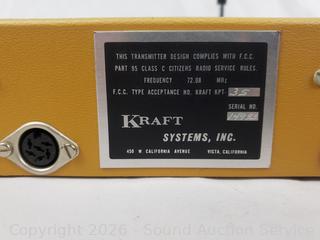 THIS TRANSMITTER DESIGN COMPLIES WITH F.C.C.
PART 95 CLASS C CITIZENS RADIO SERVICE RULES.
FREQUENCY 72.08 MHz
F.C.C. TYPE ACCEPTANCE NO. KRAFT KPT- 3S
SERIAL NO.
KRAFT
SYSTEMS, INC.
450 W CALIFORNIA AVENUE VISTA, CALIFORNIA
Copyright 2026 - Sound Auction Service